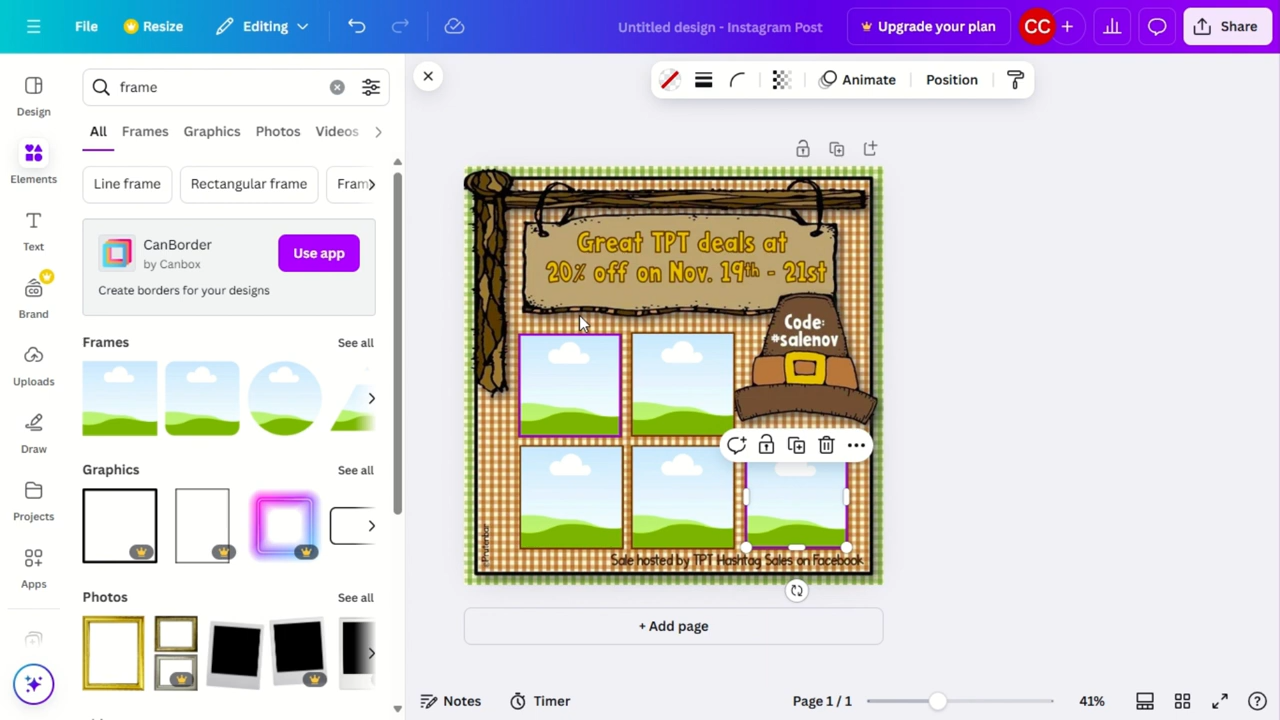 File
Resize
Editing
Untitled design - Instagram Post
Upgrade your plan
CC
Share
Design
Elements
Text
Brand
Uploads
Draw
Projects
Apps
frame
All
Frames
Graphics
Photos
Videos
Line frame
Rectangular frame
Fram
CanBorder
by Canbox
Use app
Create borders for your designs
Frames
See all
Graphics
See all
Photos
See all
Animate
Position
Great TPT deals at
20% off on Nov. 19th - 21st
Code:
#salenov
Sale hosted by TPT Hashtag Sales on Facebook
+ Add page
Notes
Timer
Page 1 / 1
41%